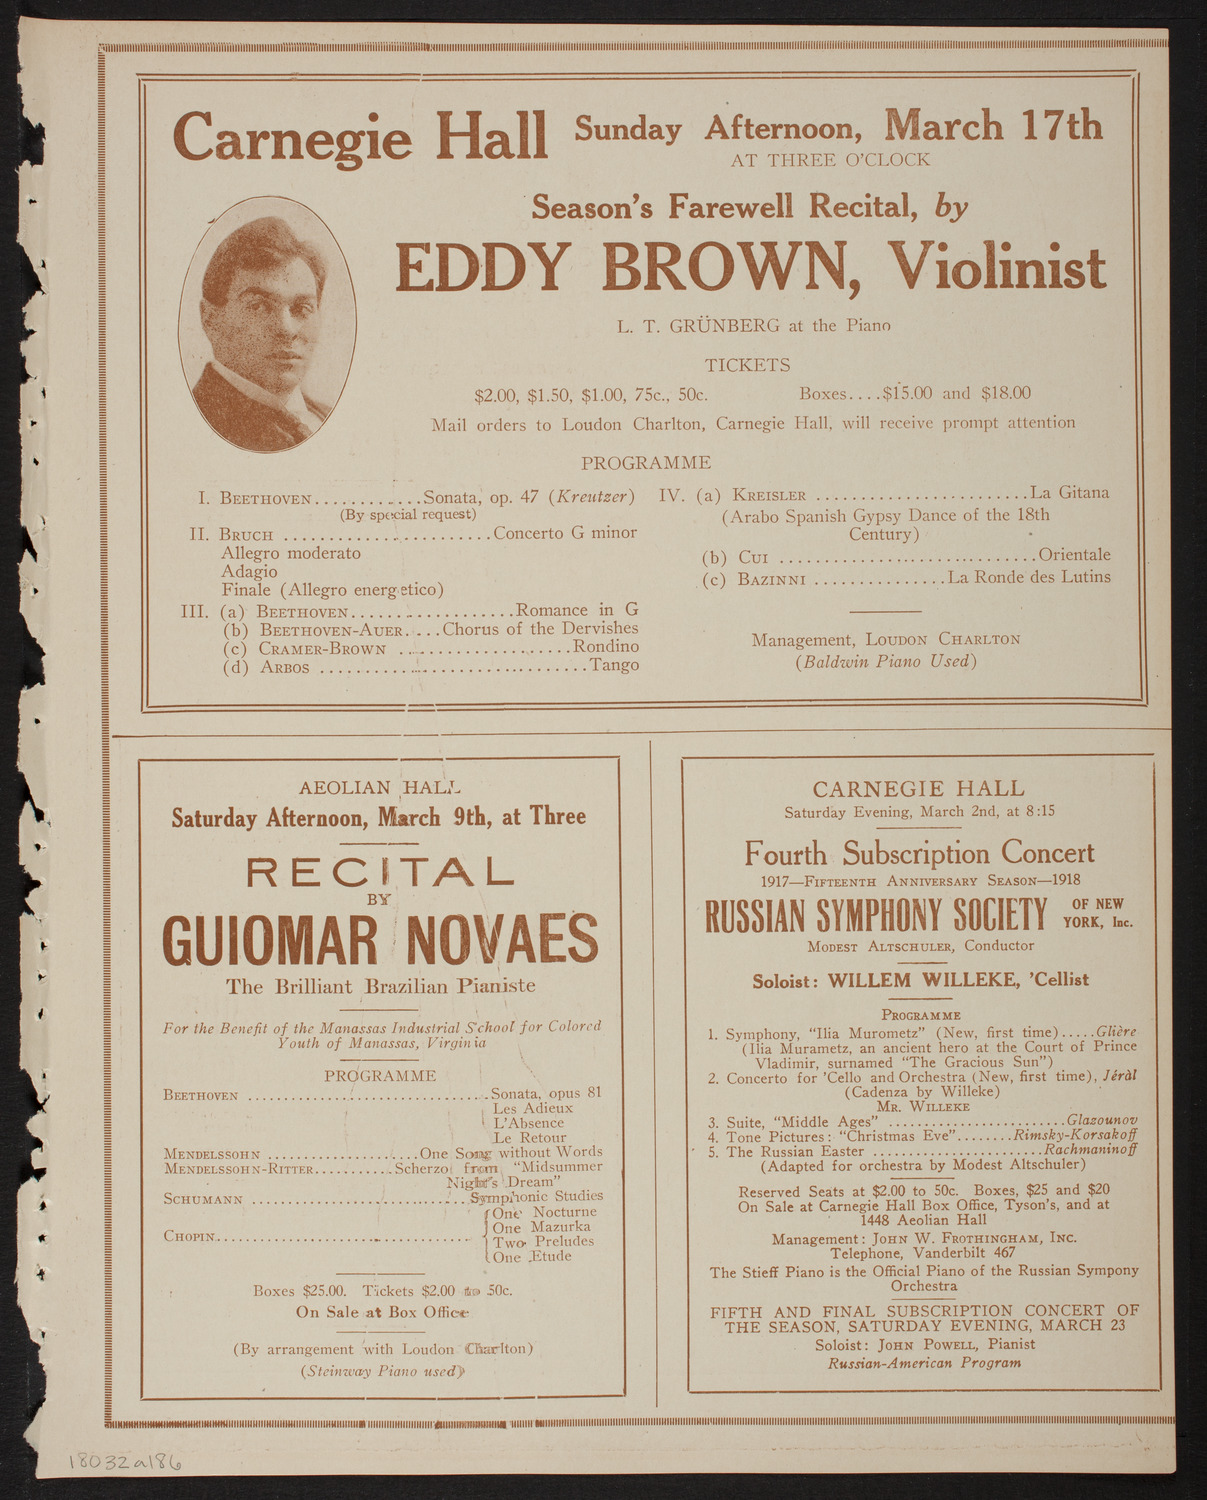 Carnegie Hall Sunday Afternoon, March 17th
AT THREE O'CLOCK
Season's Farewell Recital, by
EDDY BROWN, Violinist
L. T. GRÜNBERG at the Piano
TICKETS
$2.00, $1.50, $1.00, 75c., 50c. Boxes....$15.00 and $18.00
Mail orders to Loudon Charlton, Carnegie Hall, will receive prompt attention
PROGRAMME
I. BEETHOVEN............Sonata, op. 47 (Kreutzer)
(By special request)
II. BRUCH .......................Concerto G minor
Allegro moderato
Adagio
Finale (Allegro energetico)
III. (a) BEETHOVEN..................Romance in G
(b) BEETHOVEN-AUER....Chorus of the Dervishes
(c) CRAMER-BROWN ...................Rondino
(d) ARBOS .............................Tango
IV. (a) KREISLER .......................La Gitana
(Arabo Spanish Gypsy Dance of the 18th
Century)
(b) CUI ............................Orientale
(c) BAZINNI ...............La Ronde des Lutins
Management, LOUDON CHARLTON
(Baldwin Piano Used)
AEOLIAN HALL
Saturday Afternoon, March 9th, at Three
RECITAL
BY
GUIOMAR NOVAES
The Brilliant Brazilian Pianiste
For the Benefit of the Manassas Industrial School for Colored
Youth of Manassas, Virginia
PROGRAMME
BEETHOVEN .................................Sonata, opus 81
Les Adieux
L'Absence
Le Retour
MENDELSSOHN .....................One Song without Words
MENDELSSOHN-RITTER...........Scherzo from "Midsummer
Night's Dream"
SCHUMANN ..............................Symphonic Studies
CHOPIN...................................
One Nocturne
One Mazurka
Two Preludes
One Etude
Boxes $25.00. Tickets $2.00 to 50c.
On Sale at Box Office
(By arrangement with Loudon Charlton)
(Steinway Piano used)
CARNEGIE HALL
Saturday Evening, March 2nd, at 8:15
Fourth Subscription Concert
1917—FIFTEENTH ANNIVERSARY SEASON—1918
RUSSIAN SYMPHONY SOCIETY OF NEW YORK, Inc.
MODEST ALTSCHULER, Conductor
Soloist: WILLEM WILLEKE, 'Cellist
PROGRAMME
1. Symphony, "Ilia Murometz" (New, first time).....Glière
(Ilia Murametz, an ancient hero at the Court of Prince
Vladimir, surnamed "The Gracious Sun")
2. Concerto for 'Cello and Orchestra (New, first time), Jéràl
(Cadenza by Willeke)
MR. WILLEKE
3. Suite, "Middle Ages" ........................Glazounov
4. Tone Pictures: "Christmas Eve"........Rimsky-Korsakoff
5. The Russian Easter .......................Rachmaninoff
(Adapted for orchestra by Modest Altschuler)
Reserved Seats at $2.00 to 50c. Boxes, $25 and $20
On Sale at Carnegie Hall Box Office, Tyson's, and at
1448 Aeolian Hall
Management: JOHN W. FROTHINGHAM, INC.
Telephone, Vanderbilt 467
The Stieff Piano is the Official Piano of the Russian Sympony
Orchestra
FIFTH AND FINAL SUBSCRIPTION CONCERT OF
THE SEASON, SATURDAY EVENING, MARCH 23
Soloist: JOHN POWELL, Pianist
Russian-American Program
18032a186